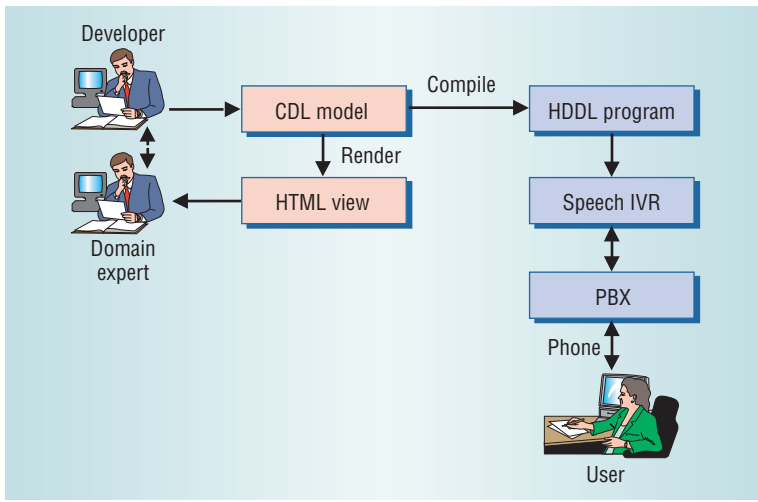 Developer
CDL model
Compile
HDDL program
Render
HTML view
Speech IVR
Domain
expert
PBX
Phone
User